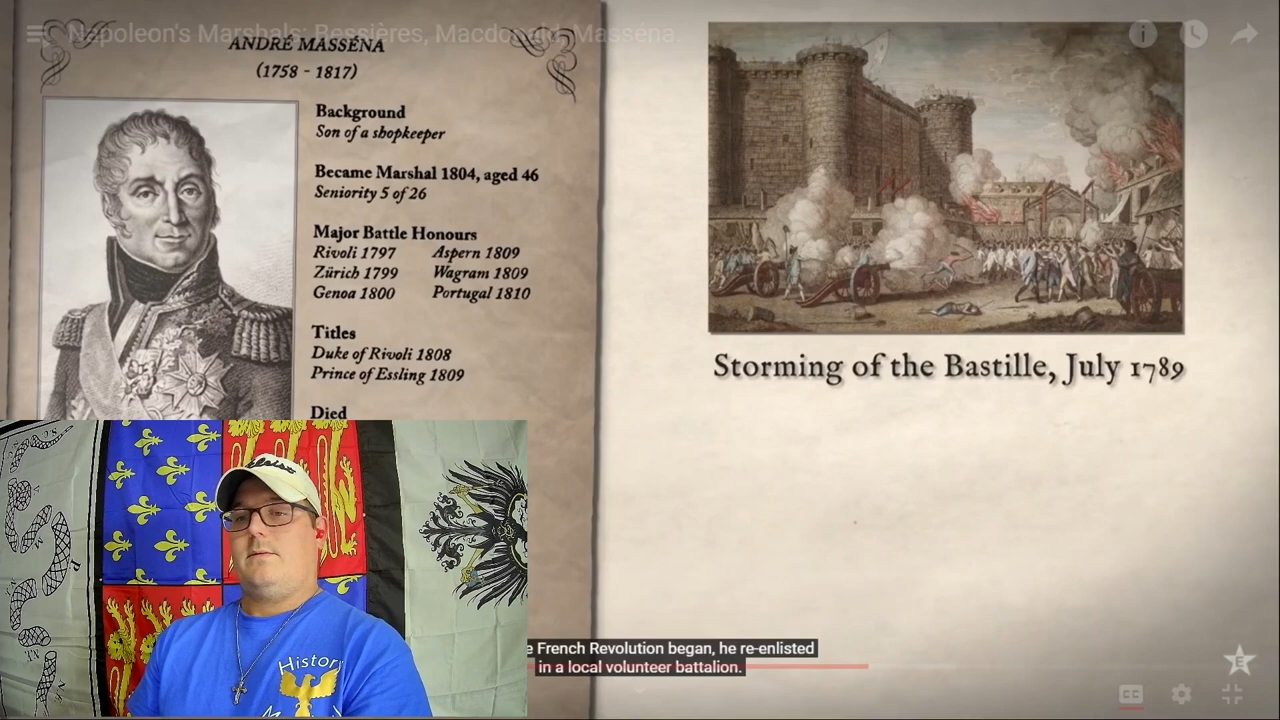 Napoleon's Marshals: Bessières, Macdonald, Masséna...
ANDRÉ MASSÉNA
(1758 - 1817)
Background
Son of a shopkeeper
Became Marshal 1804, aged 46
Seniority 5 of 26
Major Battle Honours
Rivoli 1797 Aspern 1809
Zürich 1799 Wagram 1809
Genoa 1800 Portugal 1810
Titles
Duke of Rivoli 1808
Prince of Essling 1809
Died
Storming of the Bastille, July 1789
e French Revolution began, he re-enlisted
in a local volunteer battalion.
History
E
CC